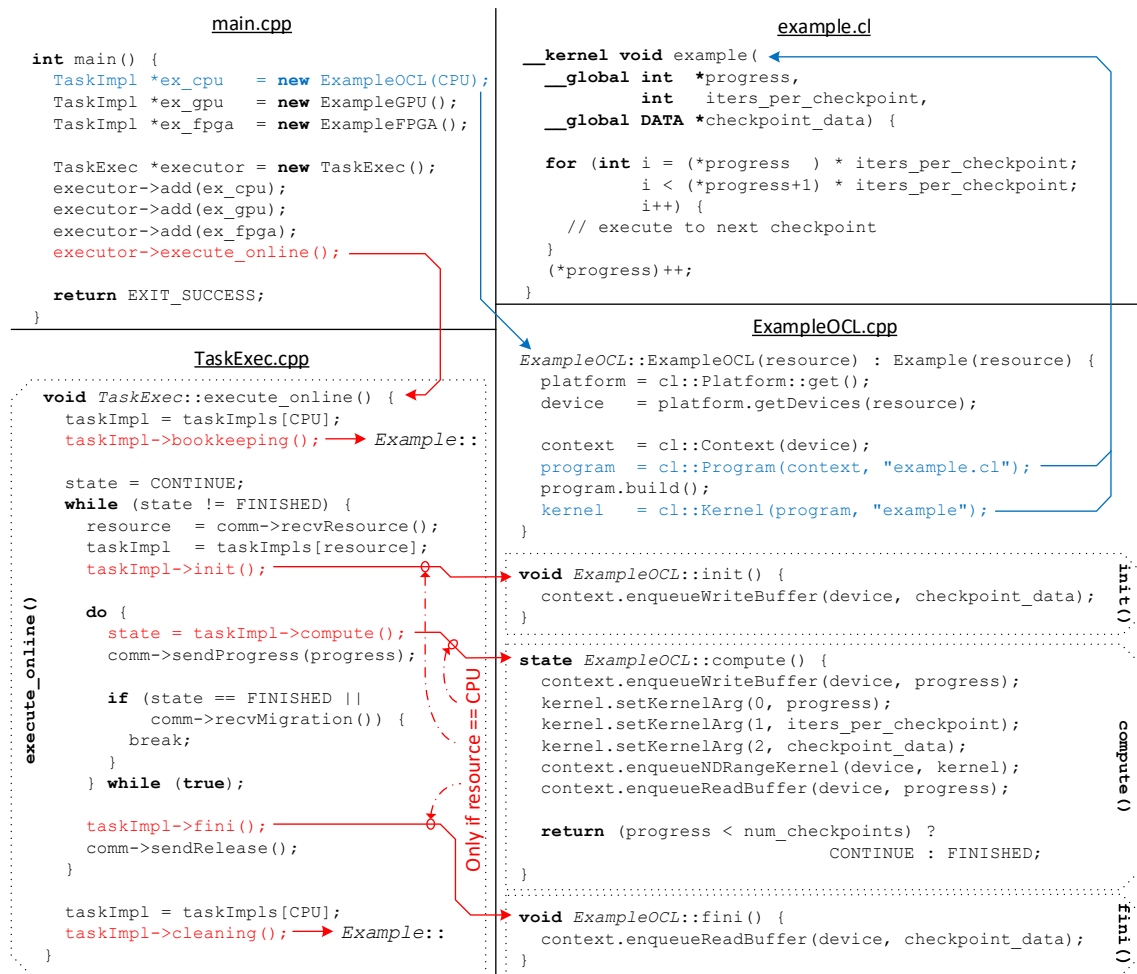 main.cpp
int main() {
TaskImpl *ex_cpu   = new ExampleOCL(CPU);
TaskImpl *ex_gpu   = new ExampleGPU();
TaskImpl *ex_fpga  = new ExampleFPGA();
TaskExec *executor = new TaskExec();
executor->add(ex_cpu);
executor->add(ex_gpu);
executor->add(ex_fpga);
executor->execute_online();
return EXIT_SUCCESS;
}
example.cl
__kernel void example(
__global int  *progress,
int   iters_per_checkpoint,
__global DATA *checkpoint_data) {
for (int i = (*progress  ) * iters_per_checkpoint;
i < (*progress+1) * iters_per_checkpoint;
i++) {
// execute to next checkpoint
}
(*progress)++;
}
TaskExec.cpp
void TaskExec::execute_online() {
taskImpl = taskImpls[CPU];
taskImpl->bookkeeping(); Example::
state = CONTINUE;
while (state != FINISHED) {
resource  = comm->recvResource();
taskImpl  = taskImpls[resource];
taskImpl->init();
do {
state = taskImpl->compute();
comm->sendProgress(progress);
if (state == FINISHED ||
comm->recvMigration()) {
break;
}
} while (true);
taskImpl->fini();
comm->sendRelease();
}
taskImpl = taskImpls[CPU];
taskImpl->cleaning(); Example::
}
execute_online()
Only if resource == CPU
ExampleOCL.cpp
ExampleOCL::ExampleOCL(resource) : Example(resource) {
platform = cl::Platform::get();
device   = platform.getDevices(resource);
context  = cl::Context(device);
program  = cl::Program(context, "example.cl");
program.build();
kernel   = cl::Kernel(program, "example");
}
void ExampleOCL::init() {
context.enqueueWriteBuffer(device, checkpoint_data);
}
init()
state ExampleOCL::compute() {
context.enqueueWriteBuffer(device, progress);
kernel.setKernelArg(0, progress);
kernel.setKernelArg(1, iters_per_checkpoint);
kernel.setKernelArg(2, checkpoint_data);
context.enqueueNDRangeKernel(device, kernel);
context.enqueueReadBuffer(device, progress);
return (progress < num_checkpoints) ?
CONTINUE : FINISHED;
}
compute()
void ExampleOCL::fini() {
context.enqueueReadBuffer(device, checkpoint_data);
}
fini()